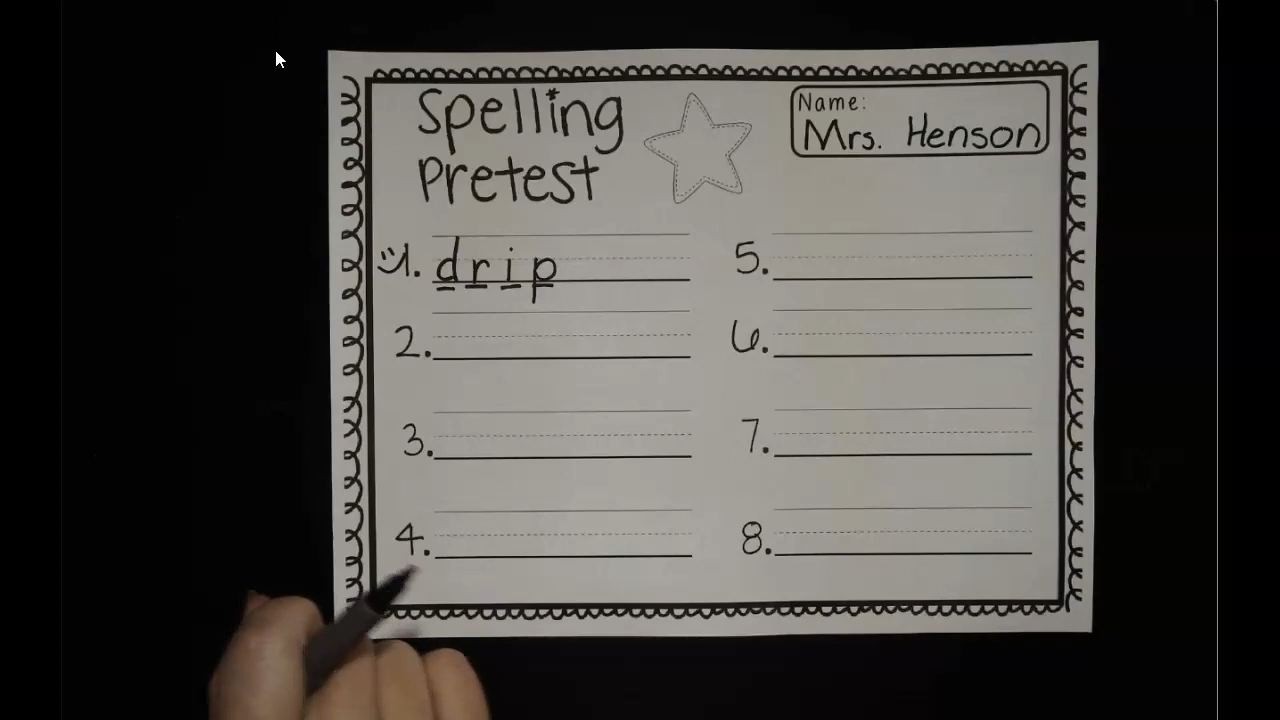 Spelling
Pretest
Name:
Mrs. Henson
1. drip
2.
3.
4.
5.
6.
7.
8.